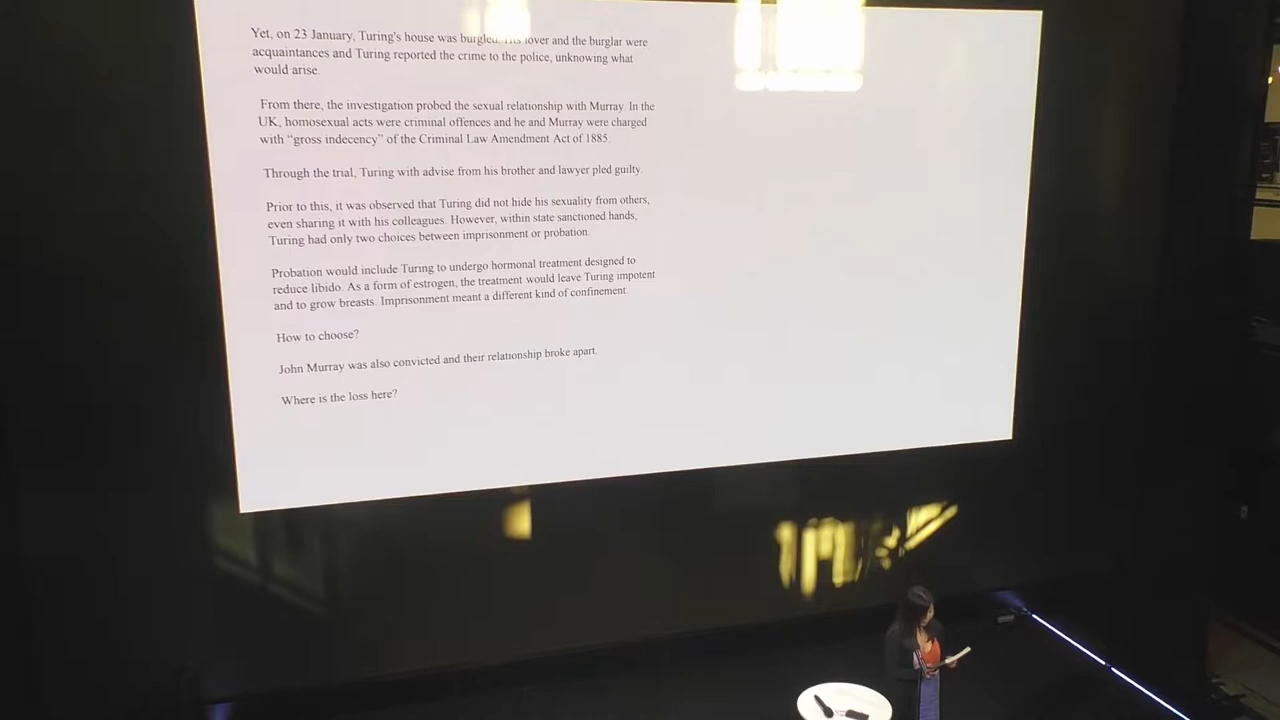 Yet, on 23 January, Turing's house was burgled. His lover and the burglar were
acquaintances and Turing reported the crime to the police, unknowing what
would arise.
From there, the investigation probed the sexual relationship with Murray. In the
UK, homosexual acts were criminal offences and he and Murray were charged
with “gross indecency” of the Criminal Law Amendment Act of 1885.
Through the trial, Turing with advise from his brother and lawyer pled guilty.
Prior to this, it was observed that Turing did not hide his sexuality from others,
even sharing it with his colleagues. However, within state sanctioned hands,
Turing had only two choices between imprisonment or probation.
Probation would include Turing to undergo hormonal treatment designed to
reduce libido. As a form of estrogen, the treatment would leave Turing impotent
and to grow breasts. Imprisonment meant a different kind of confinement.
How to choose?
John Murray was also convicted and their relationship broke apart.
Where is the loss here?